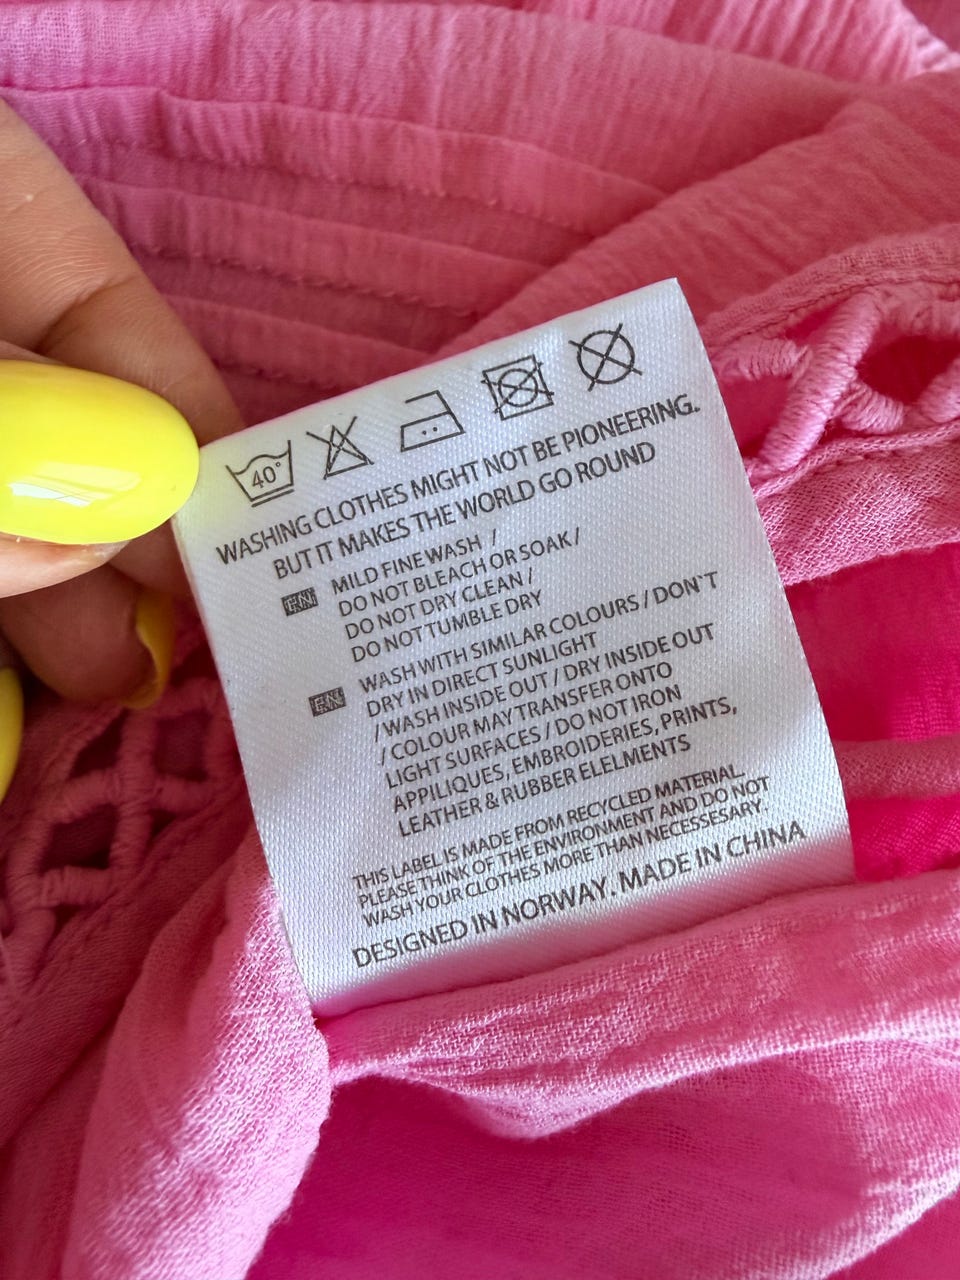 40°
WASHING CLOTHES MIGHT NOT BE PIONEERING.
BUT IT MAKES THE WORLD GO ROUND
EN MILD FINE WASH /
DO NOT BLEACH OR SOAK /
DO NOT DRY CLEAN /
DO NOT TUMBLE DRY
EN WASH WITH SIMILAR COLOURS / DON'T
DRY IN DIRECT SUNLIGHT
/ WASH INSIDE OUT / DRY INSIDE OUT
/ COLOUR MAY TRANSFER ONTO
LIGHT SURFACES / DO NOT IRON
APPLIQUES, EMBROIDERIES, PRINTS,
LEATHER & RUBBER ELELMENTS
THIS LABEL IS MADE FROM RECYCLED MATERIAL.
PLEASE THINK OF THE ENVIRONMENT AND DO NOT
WASH YOUR CLOTHES MORE THAN NECESSESARY.
DESIGNED IN NORWAY. MADE IN CHINA